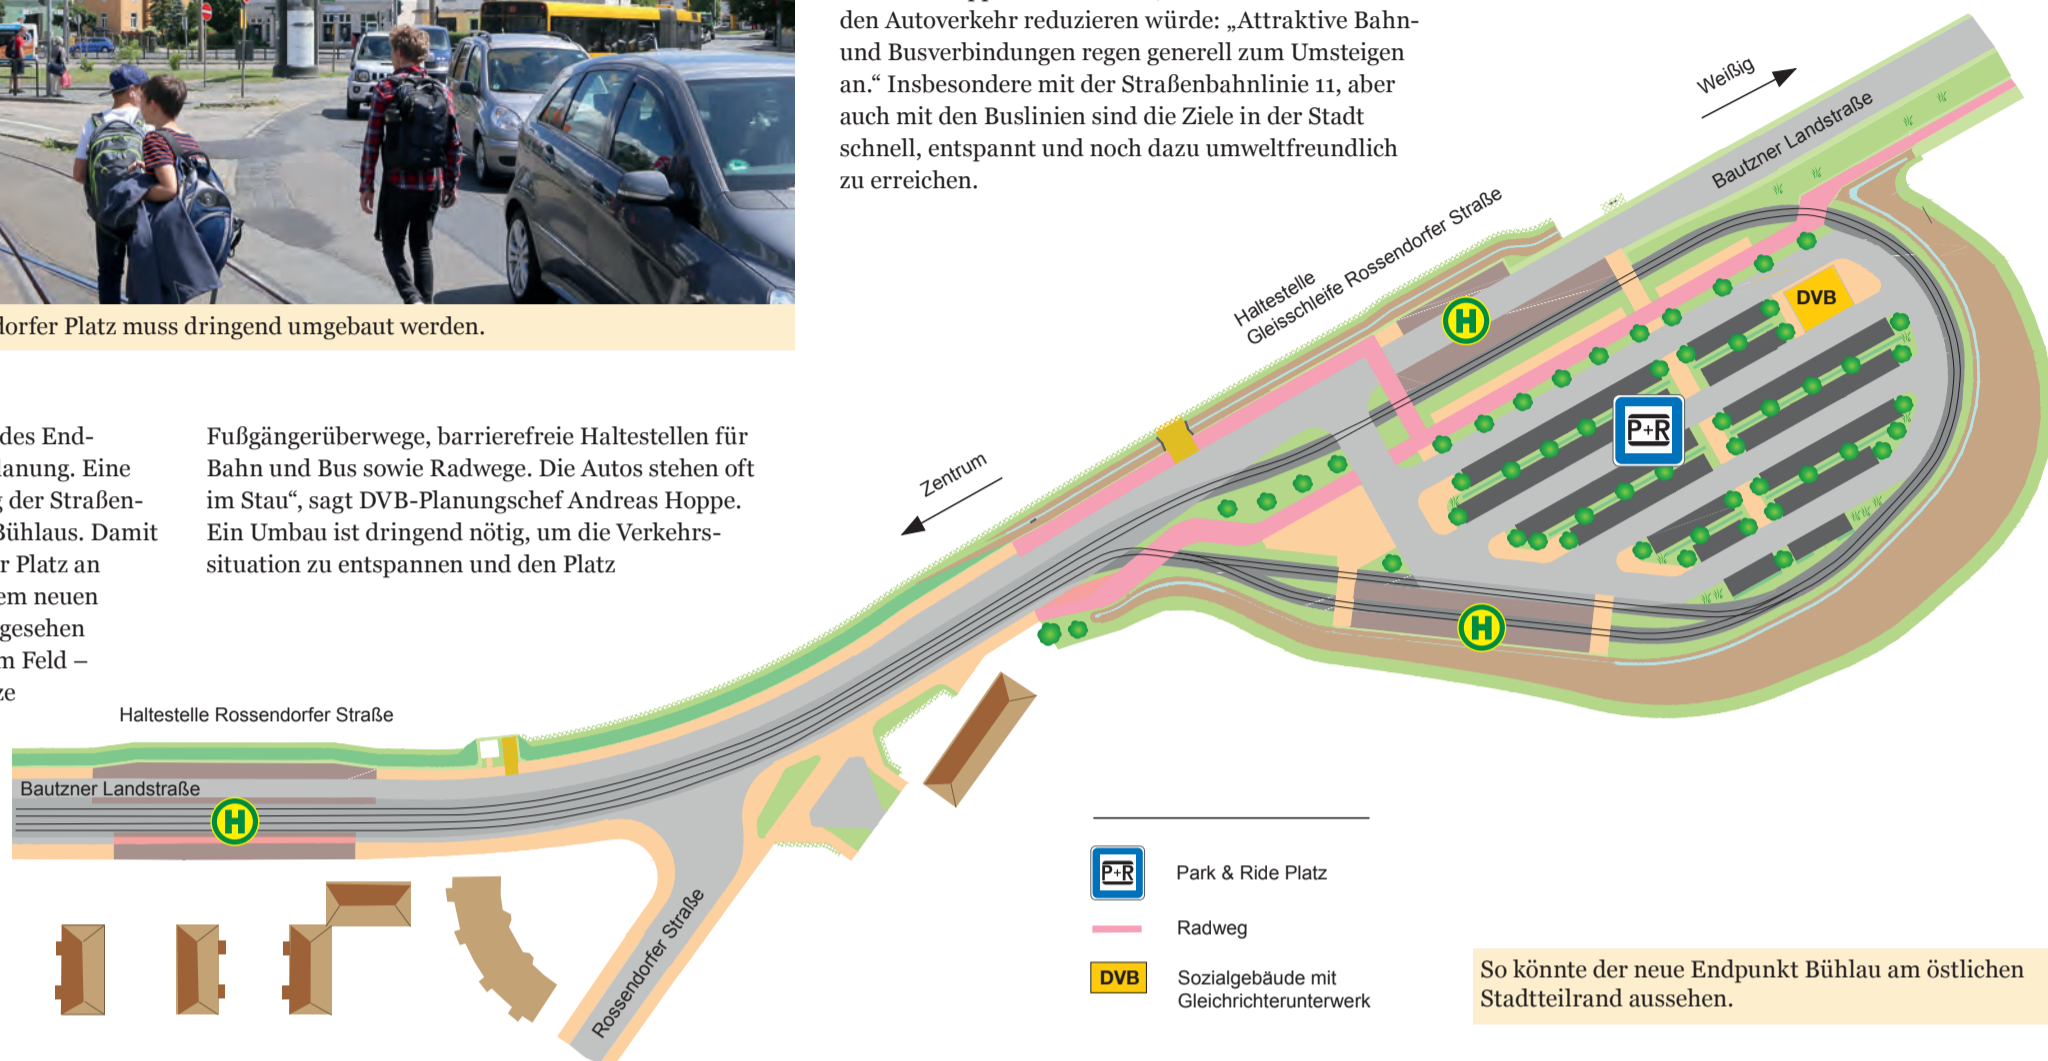 dorfer Platz muss dringend umgebaut werden.
des End-
lanung. Eine
g der Straßen-
Bühlaus. Damit
r Platz an
em neuen
gesehen
m Feld –
ze
Fußgängerüberwege, barrierefreie Haltestellen für
Bahn und Bus sowie Radwege. Die Autos stehen oft
im Stau“, sagt DVB-Planungschef Andreas Hoppe.
Ein Umbau ist dringend nötig, um die Verkehrs-
situation zu entspannen und den Platz
den Autoverkehr reduzieren würde: „Attraktive Bahn-
und Busverbindungen regen generell zum Umsteigen
an.“ Insbesondere mit der Straßenbahnlinie 11, aber
auch mit den Buslinien sind die Ziele in der Stadt
schnell, entspannt und noch dazu umweltfreundlich
zu erreichen.
Weißig
Bautzner Landstraße
Haltestelle
Gleisschleife Rossendorfer Straße
H
DVB
P+R
Zentrum
H
Haltestelle Rossendorfer Straße
Bautzner Landstraße
H
Rossendorfer Straße
P+R
Park & Ride Platz
Radweg
DVB
Sozialgebäude mit
Gleichrichterunterwerk
So könnte der neue Endpunkt Bühlau am östlichen
Stadtteilrand aussehen.